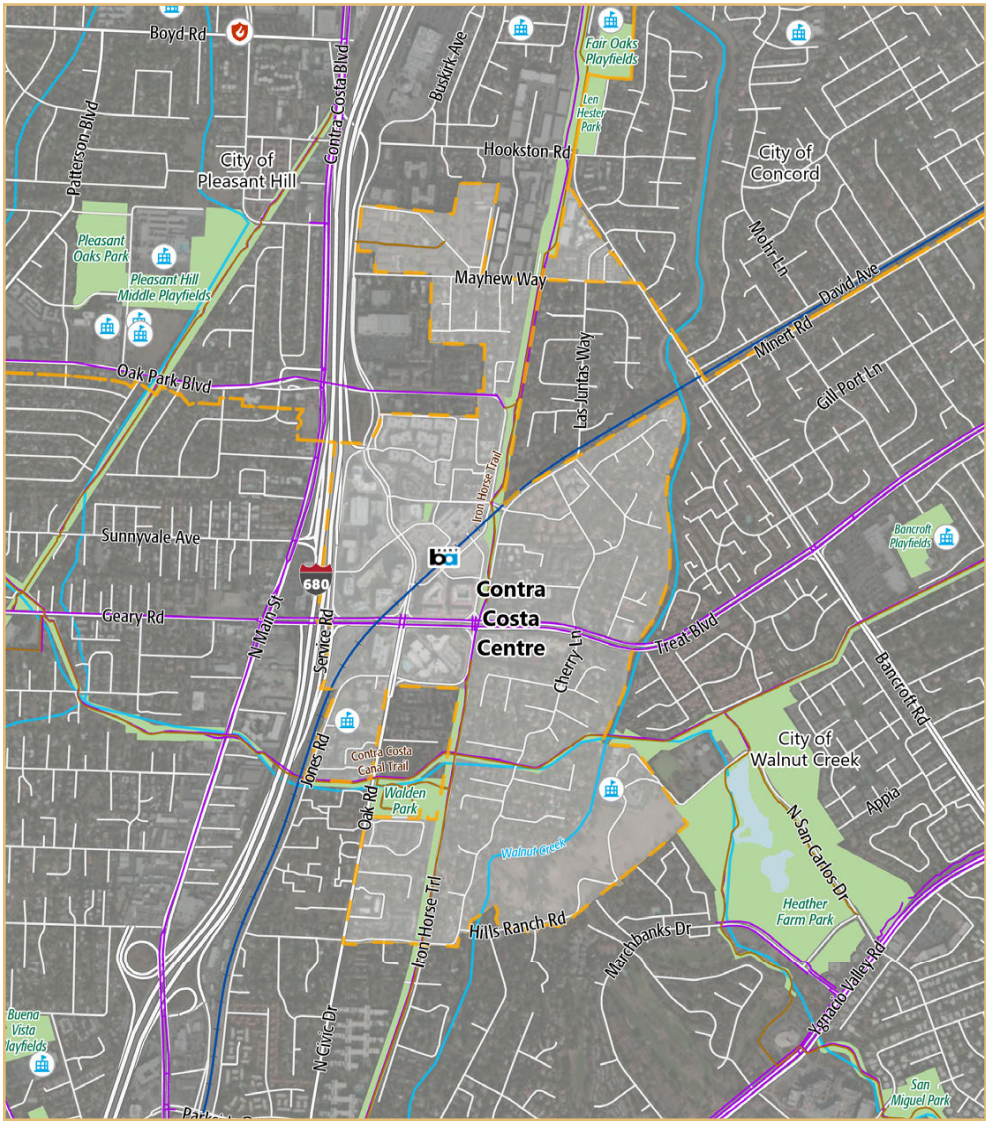 Boyd Rd
Contra Costa Blvd
Buskirk Ave
Fair Oaks
Playfields
Len
Hester
Park
Patterson Blvd
City of
Pleasant Hill
Hookston Rd
City of
Concord
Mohr Ln
Pleasant
Oaks Park
Pleasant Hill
Middle Playfields
Mayhew Way
David Ave
Minert Rd
Las Juntas Way
Oak Park Blvd
Gill Port Ln
Iron Horse Trail
Sunnyvale Ave
Bancroft
Playfields
BART
ba
680
Contra
Costa
Centre
Geary Rd
N Main St
Service Rd
Cherry Ln
Treat Blvd
Bancroft Rd
Jones Rd
Contra Costa
Canal Trail
City of
Walnut Creek
Oak Rd
Walden
Park
Appia
N San Carlos Dr
Walnut Creek
Heather
Farm Park
Iron Horse Trl
Hills Ranch Rd
Marchbanks Dr
Ygnacio Valley Rd
Buena
Vista
Playfields
N Civic Dr
San
Miguel Park